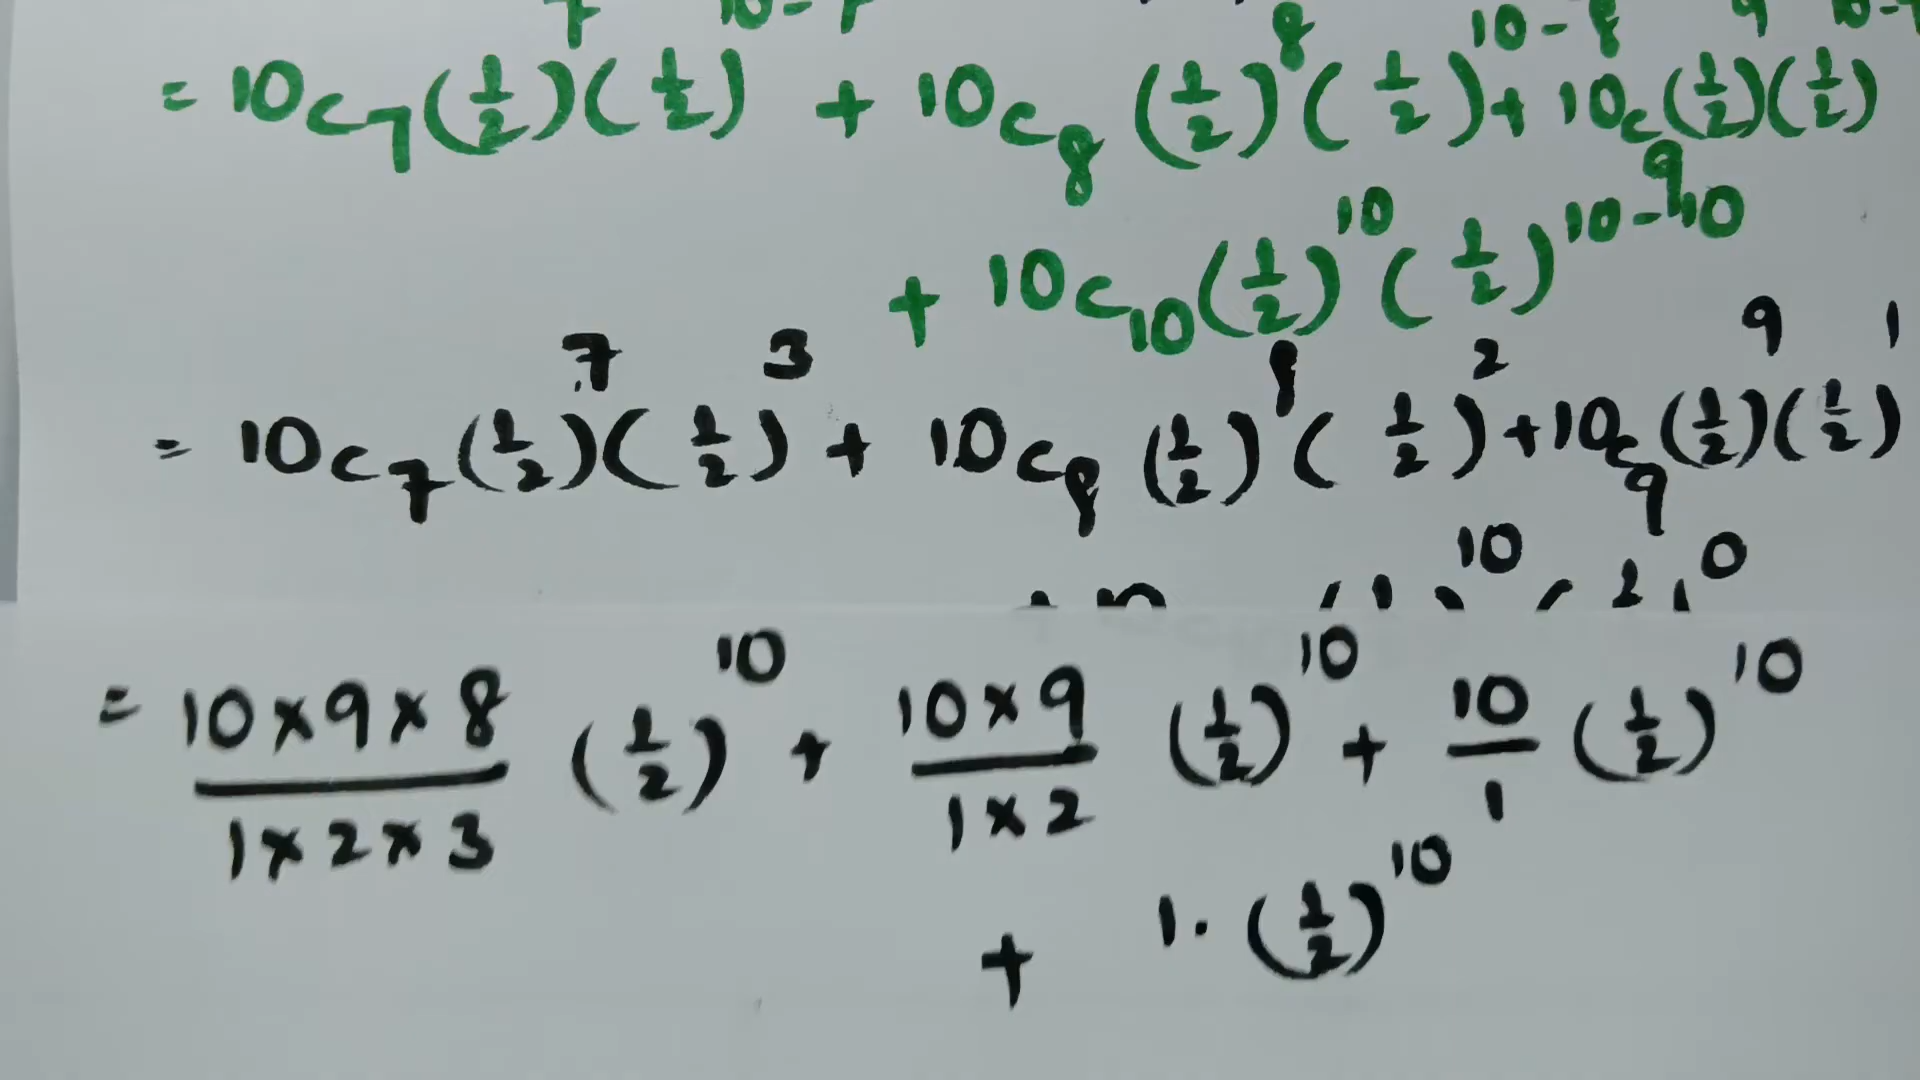 = 10C7(1/2)^7(1/2)^10-7 + 10C8(1/2)^8(1/2)^10-8 + 10C9(1/2)^9(1/2)
+ 10C10(1/2)^10(1/2)^10-10
= 10C7(1/2)^7(1/2)^3 + 10C8(1/2)^8(1/2)^2 + 10C9(1/2)^9(1/2)^1
10 0
= 10×9×8/1×2×3 (1/2)^10 + 10×9/1×2 (1/2)^10 + 10/1 (1/2)^10
+ 1·(1/2)^10